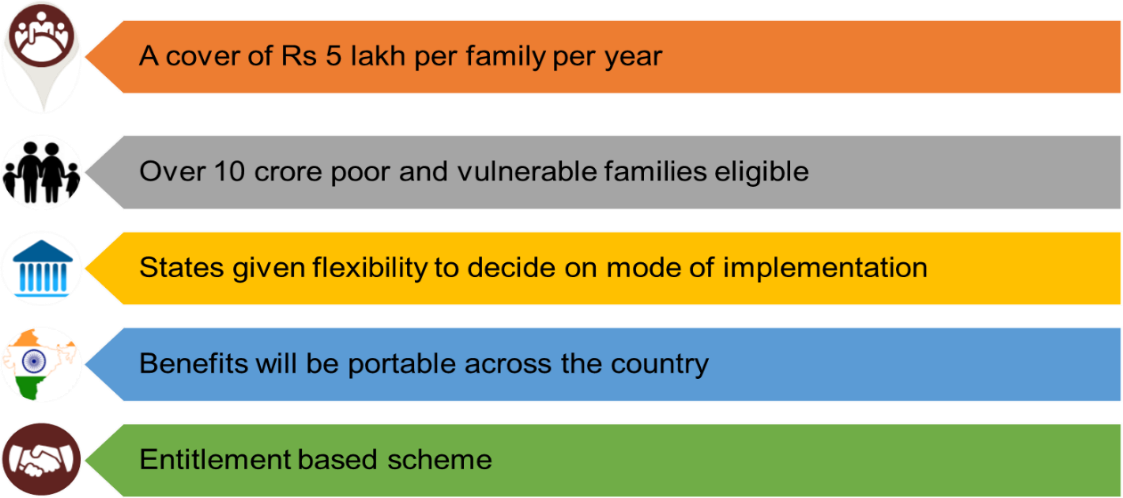 A cover of Rs 5 lakh per family per year
Over 10 crore poor and vulnerable families eligible
States given flexibility to decide on mode of implementation
Benefits will be portable across the country
Entitlement based scheme